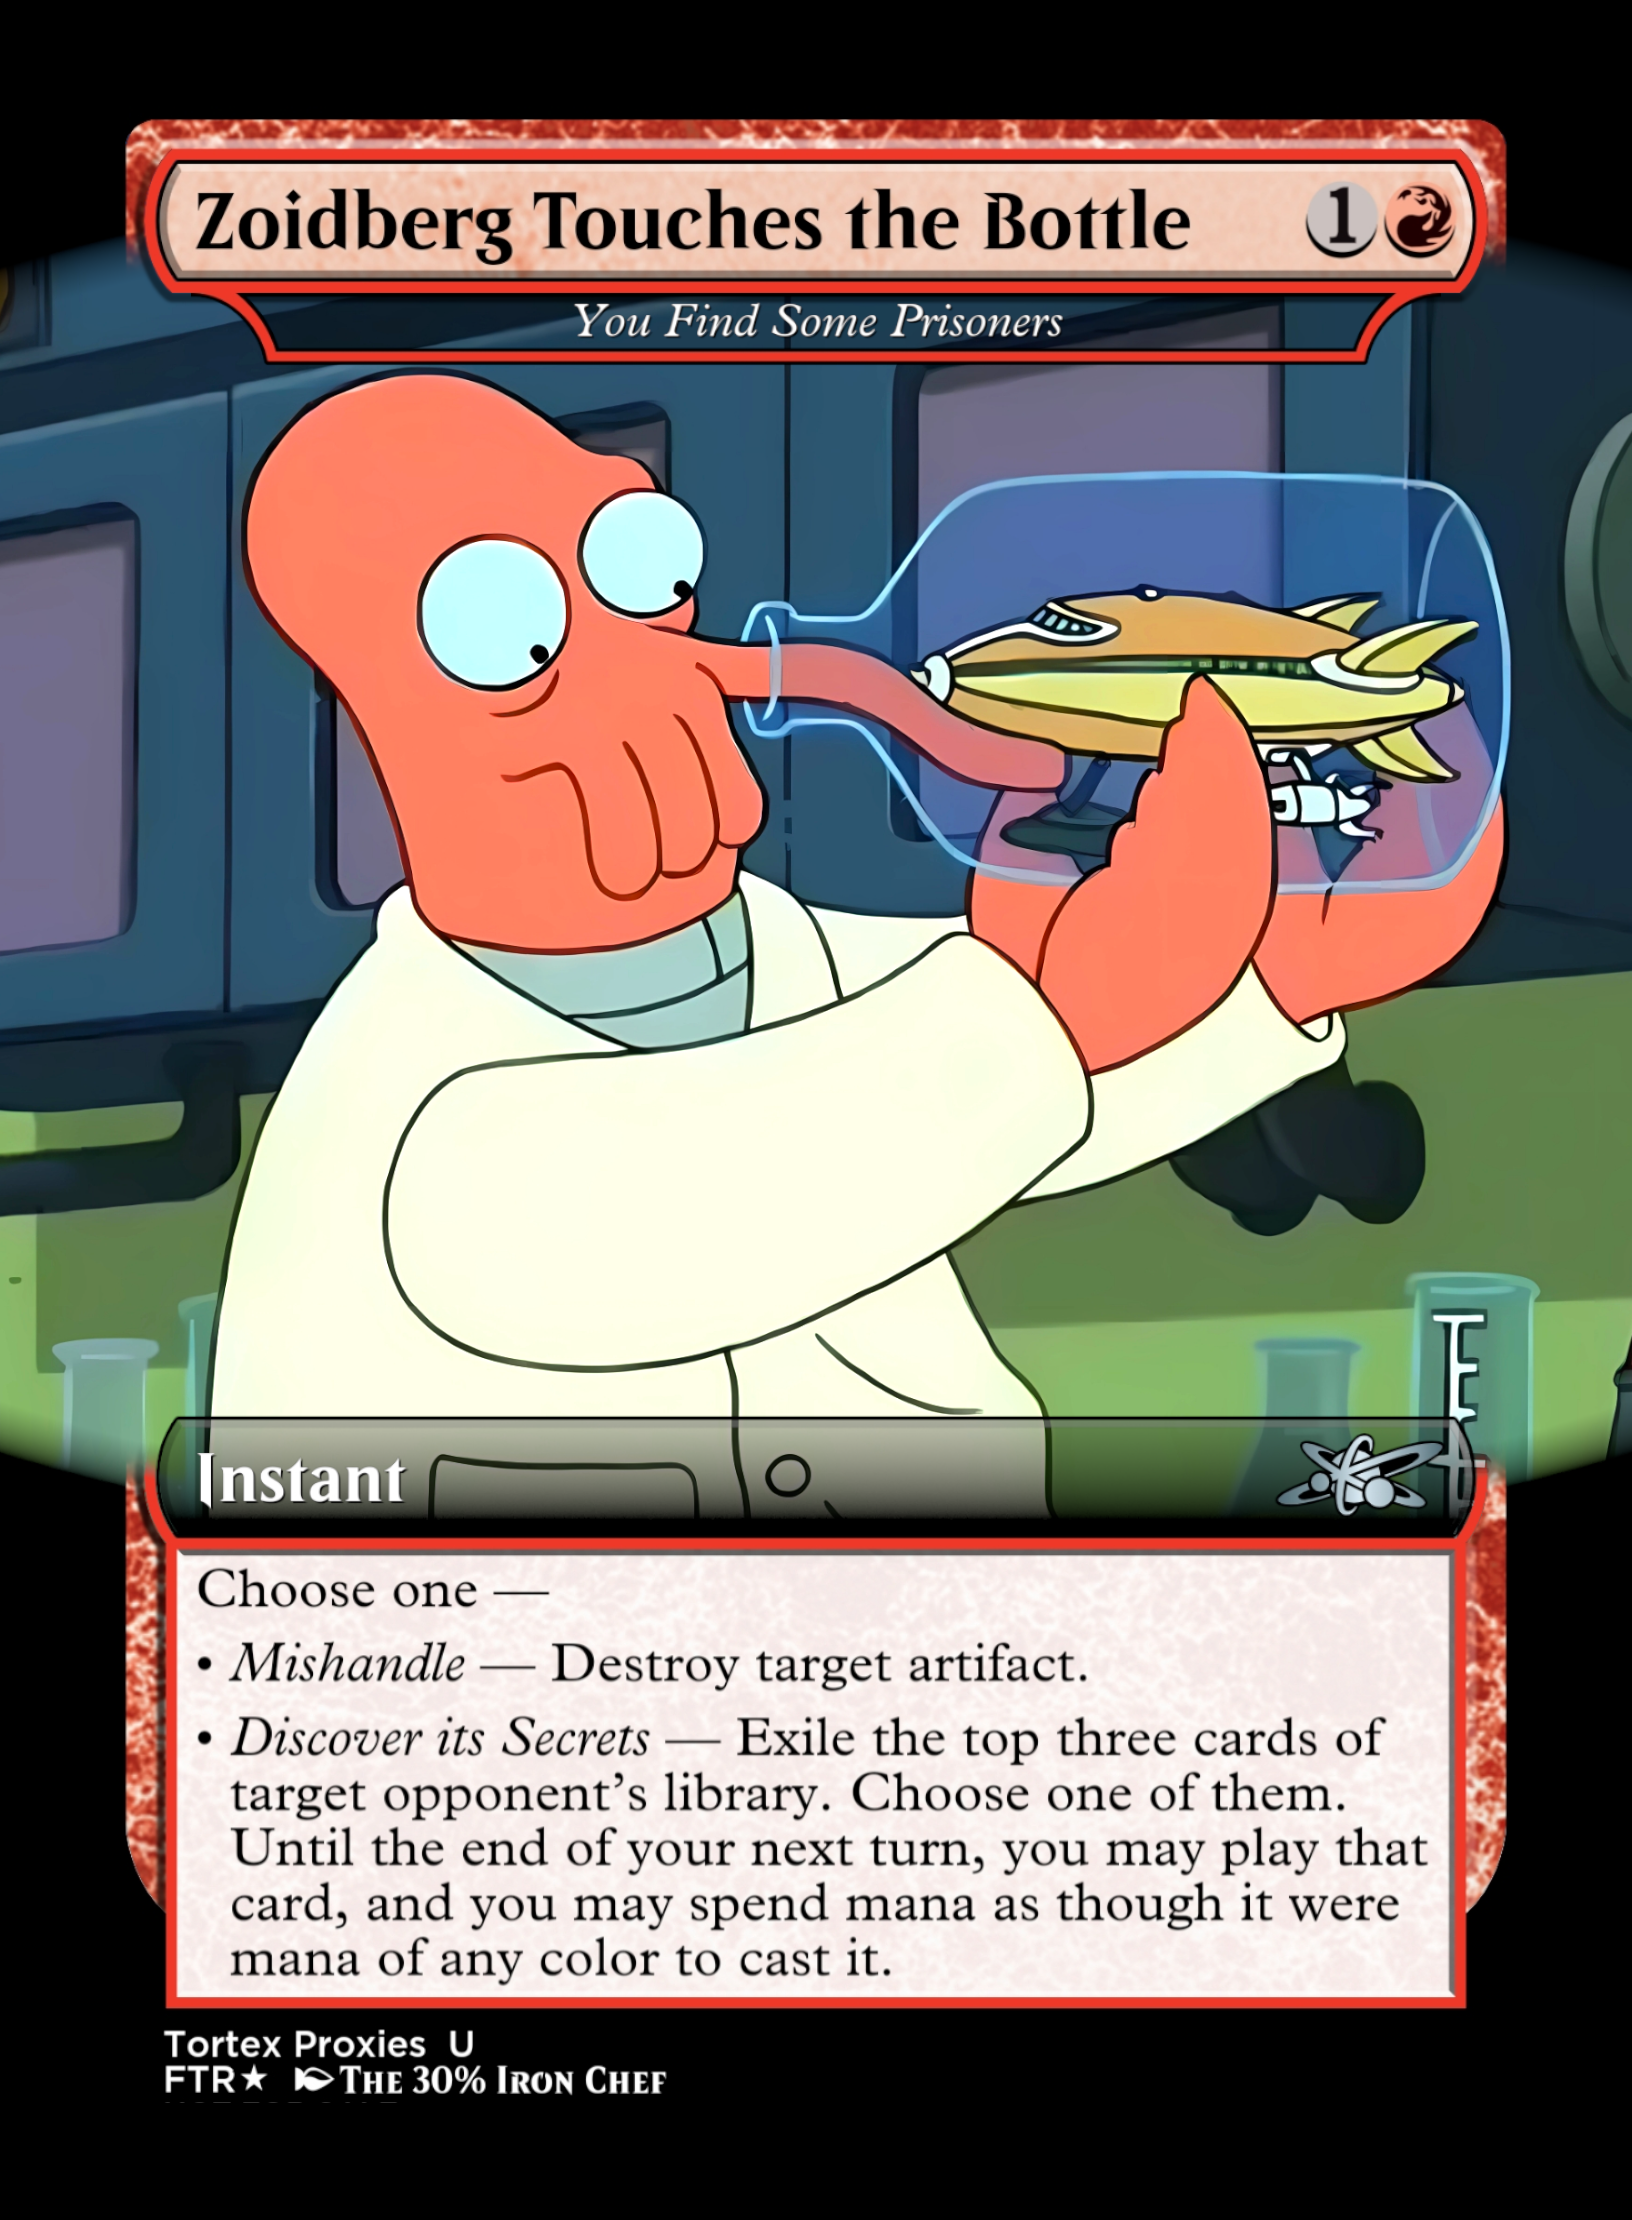 Zoidberg Touches the Bottle 1
You Find Some Prisoners
Instant
Choose one —
• Mishandle — Destroy target artifact.
• Discover its Secrets — Exile the top three cards of
target opponent's library. Choose one of them.
Until the end of your next turn, you may play that
card, and you may spend mana as though it were
mana of any color to cast it.
Tortex Proxies U
FTR★ The 30% Iron Chef